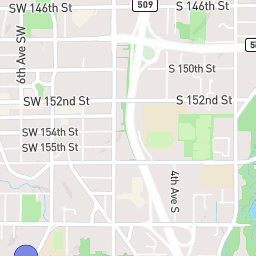 SW 146th St
509
S 146th St
6th Ave SW
S 150th St
SW 152nd St
S 152nd St
SW 154th St
SW 155th St
4th Ave S